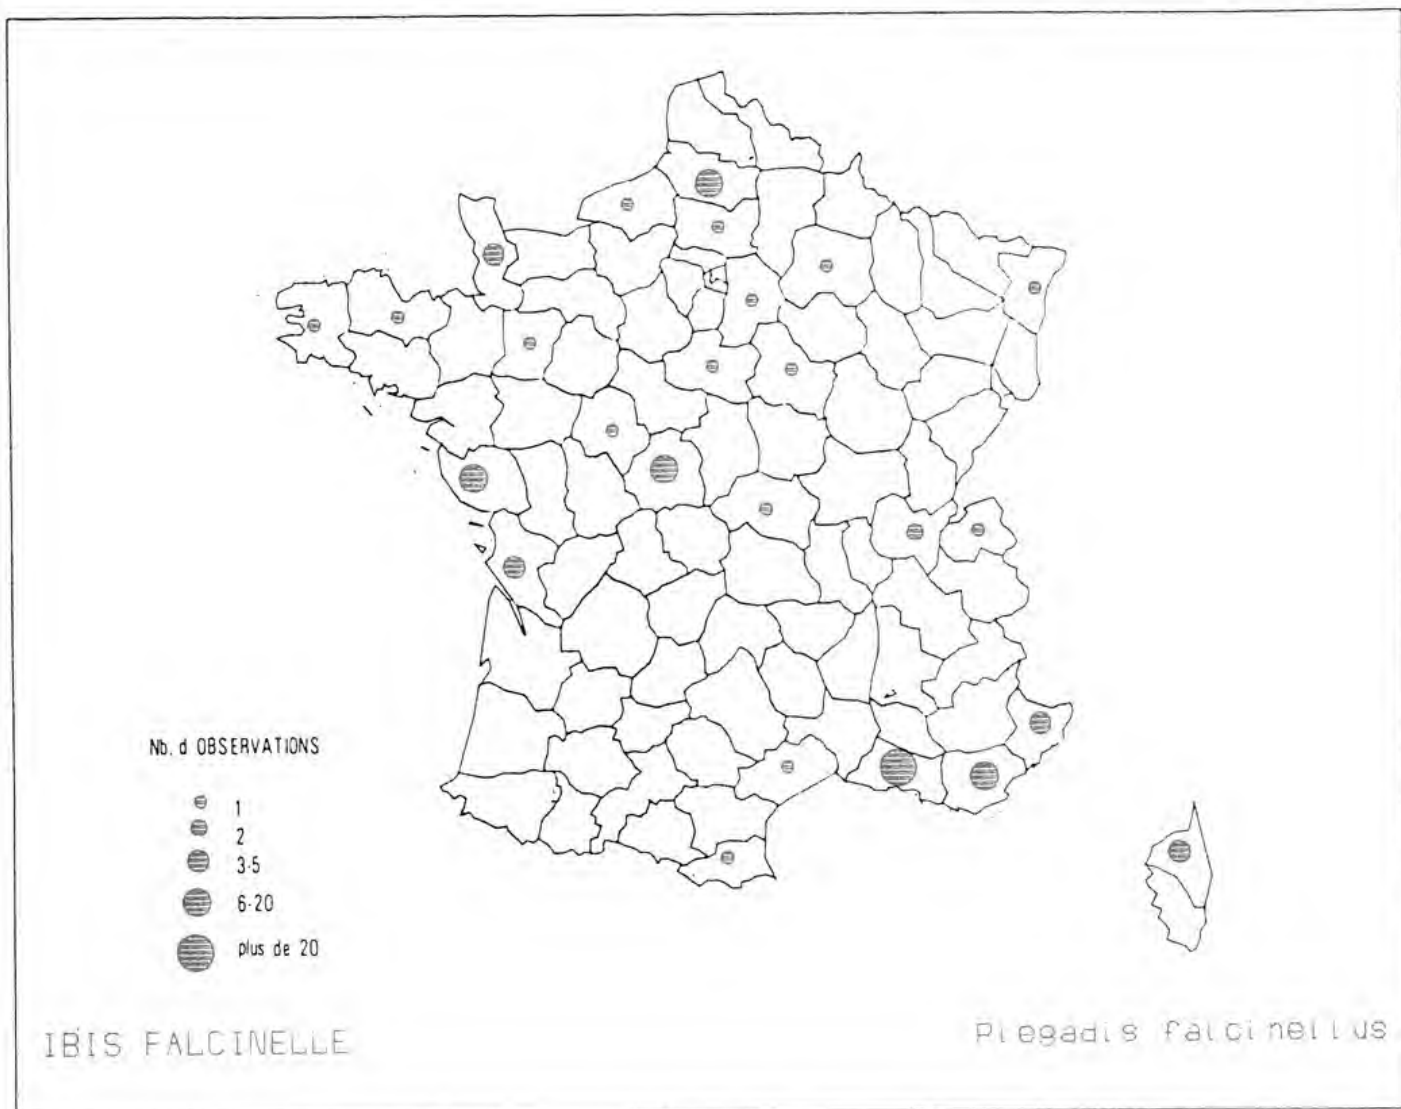 Nb. d OBSERVATIONS
1
2
3-5
6-20
plus de 20
IBIS FALCINELLE
Plegadis falcinellus